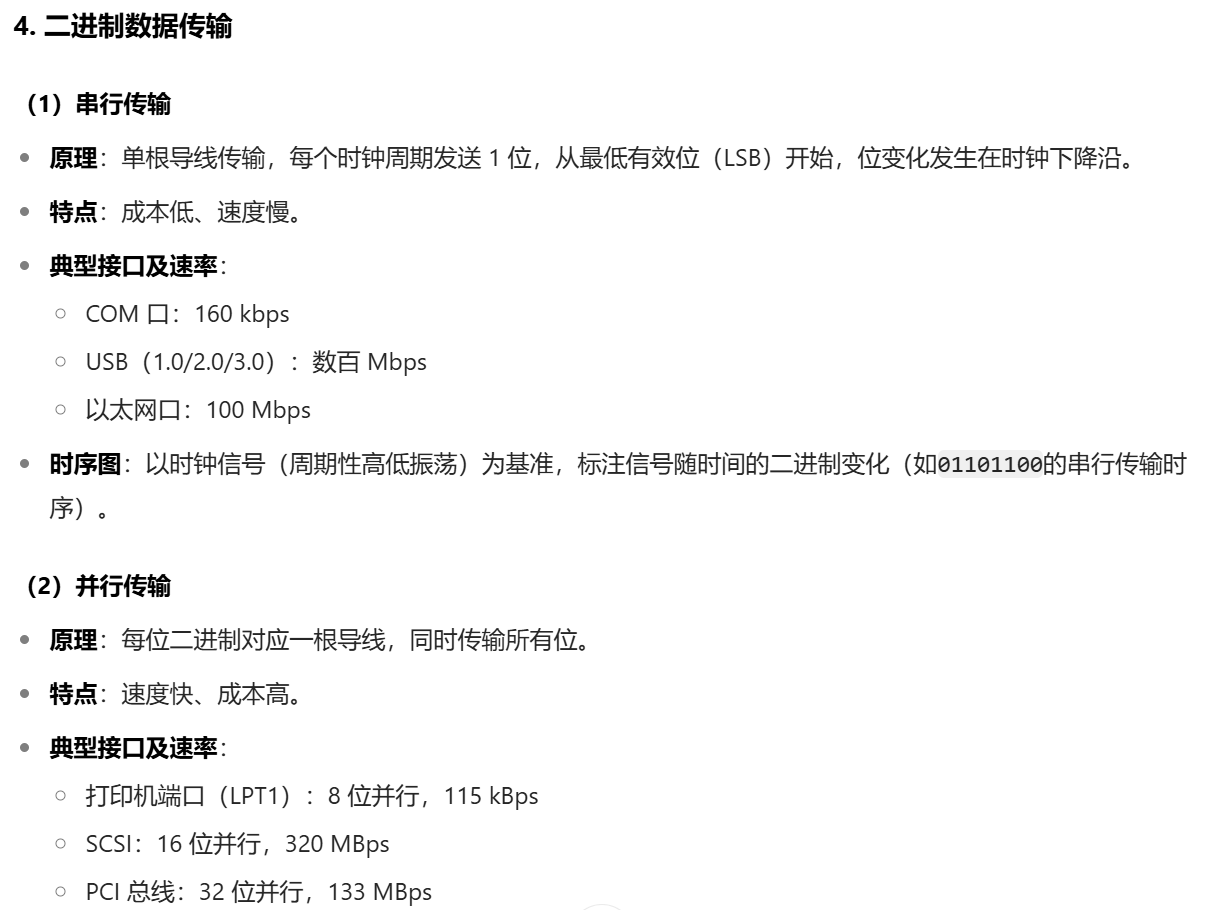 4. 二进制数据传输
（1）串行传输
原理：单根导线传输，每个时钟周期发送 1 位，从最低有效位（LSB）开始，位变化发生在时钟下降沿。
特点：成本低、速度慢。
典型接口及速率：
COM 口：160 kbps
USB（1.0/2.0/3.0）：数百 Mbps
以太网口：100 Mbps
时序图：以时钟信号（周期性高低振荡）为基准，标注信号随时间的二进制变化（如01101100的串行传输时
序）。
（2）并行传输
原理：每位二进制对应一根导线，同时传输所有位。
特点：速度快、成本高。
典型接口及速率：
打印机端口（LPT1）：8 位并行，115 kBps
SCSI：16 位并行，320 MBps
PCI 总线：32 位并行，133 MBps